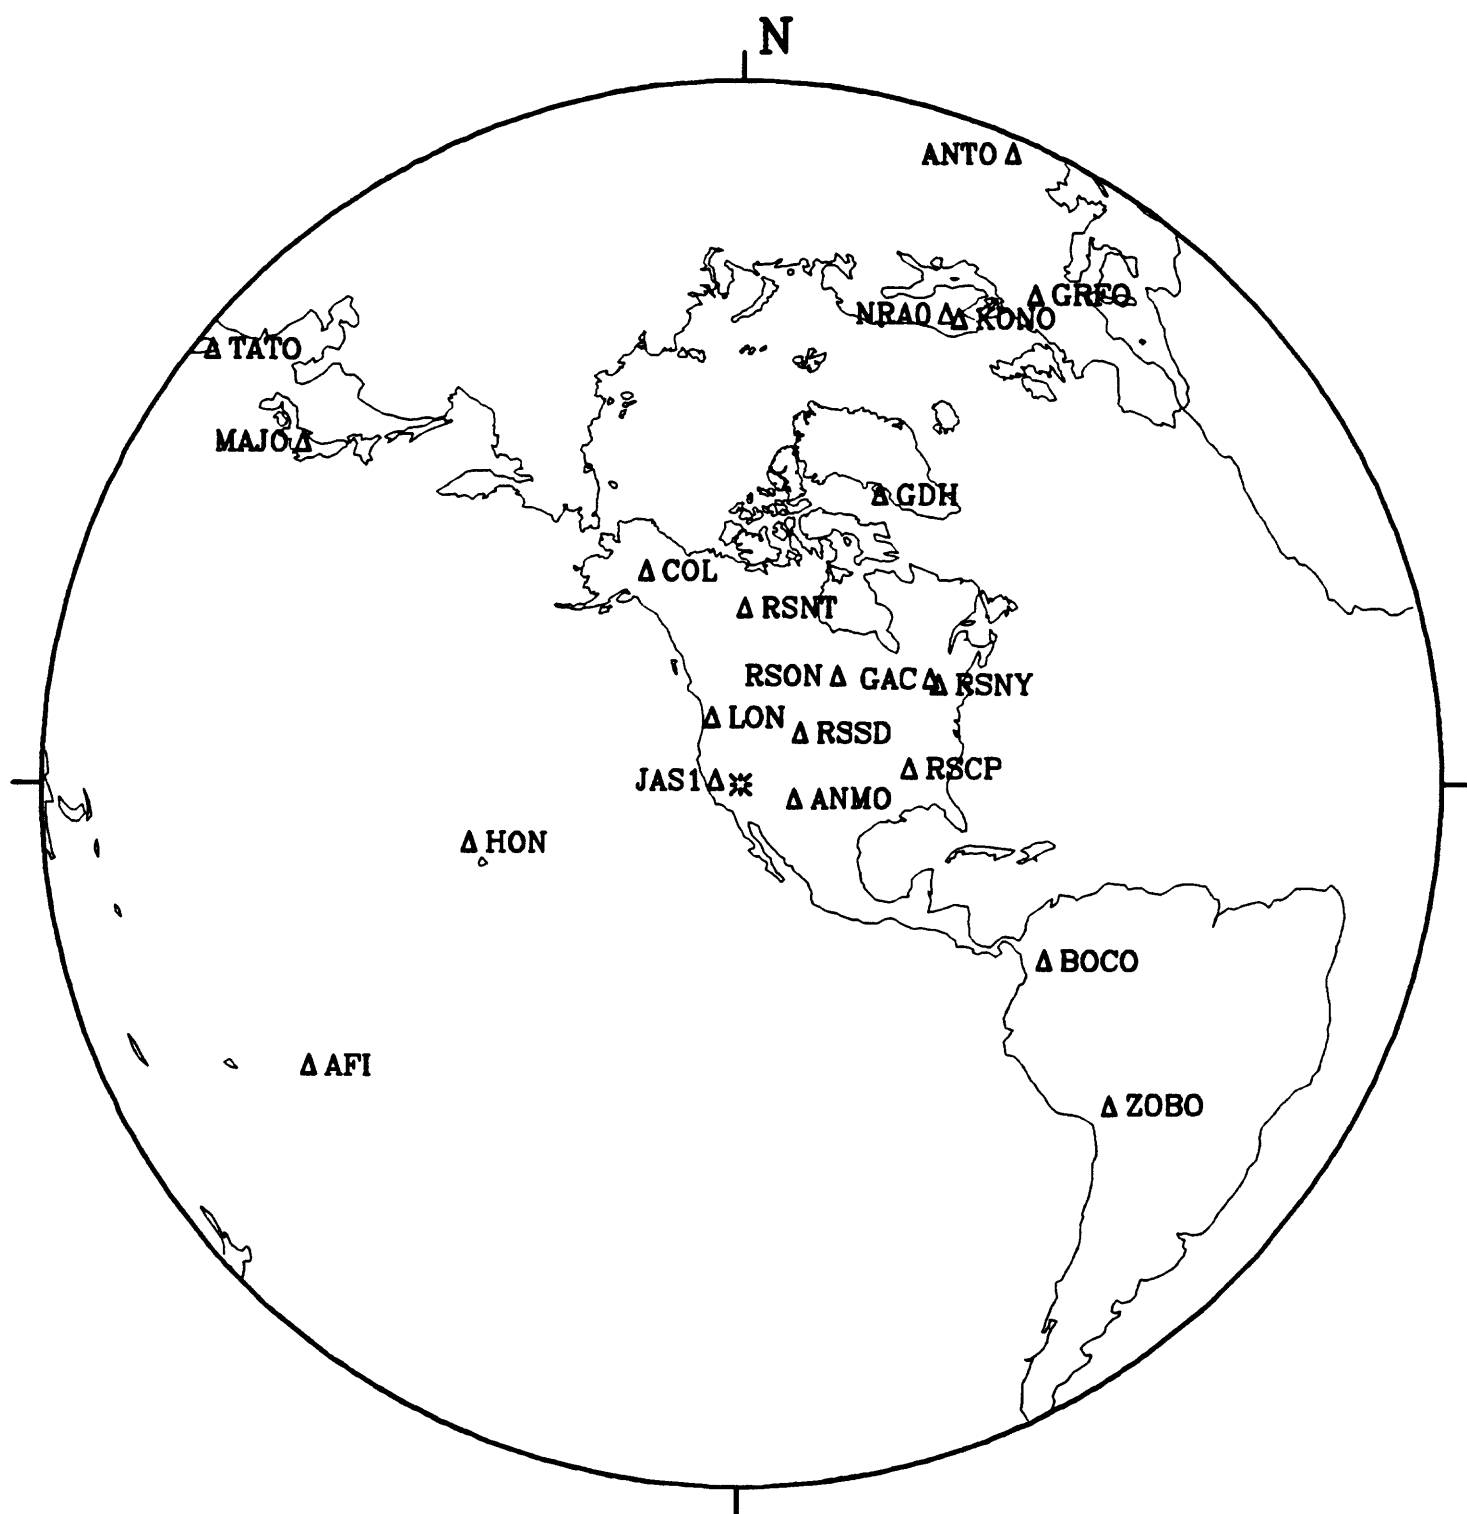 N
ANTO
GRFO
NRAO
KONO
TATO
MAJO
GDH
COL
RSNT
RSON
GAC
RSNY
LON
RSSD
RSCP
JAS1
ANMO
HON
BOCO
AFI
ZOBO